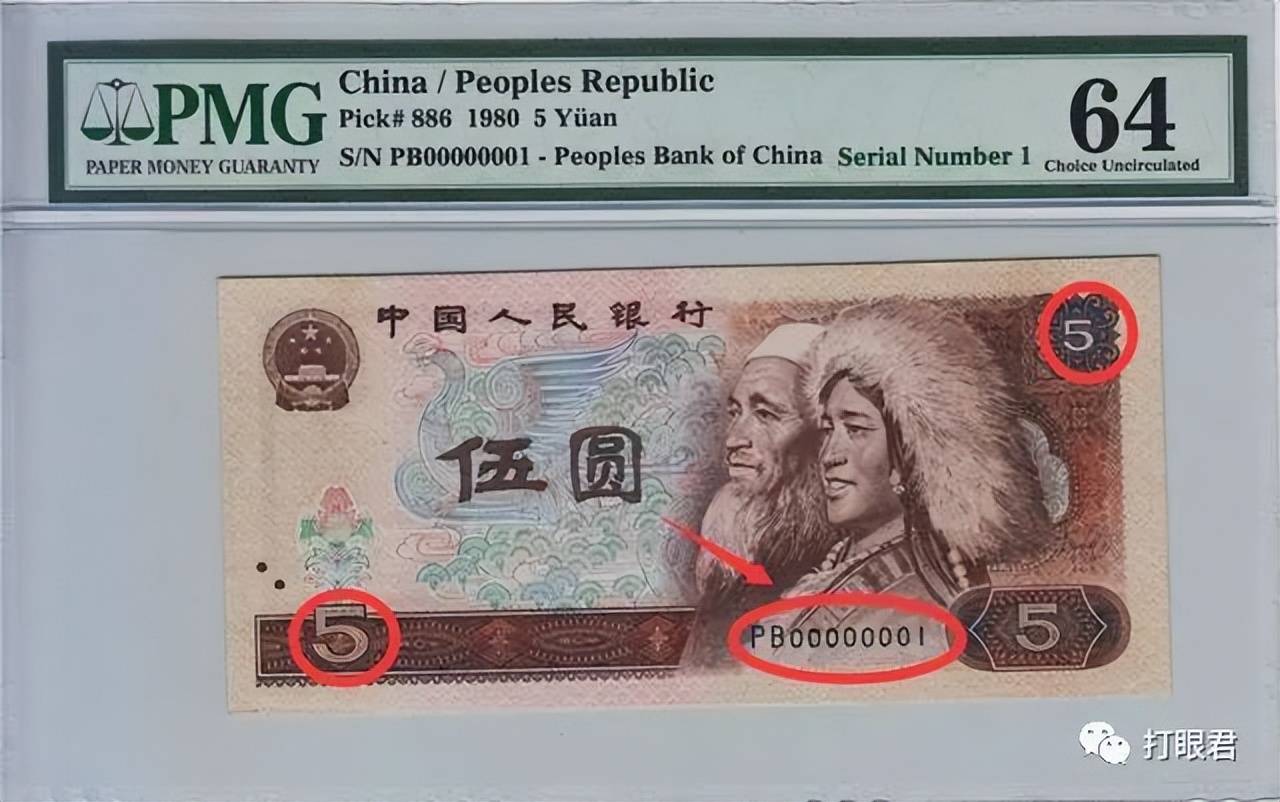 PMG
PAPER MONEY GUARANTY
China / Peoples Republic
Pick# 886 1980 5 Yüan
S/N PB00000001 - Peoples Bank of China Serial Number 1
64
Choice Uncirculated
中国人民银行
5
伍圆
5
PB00000001
5
打眼君